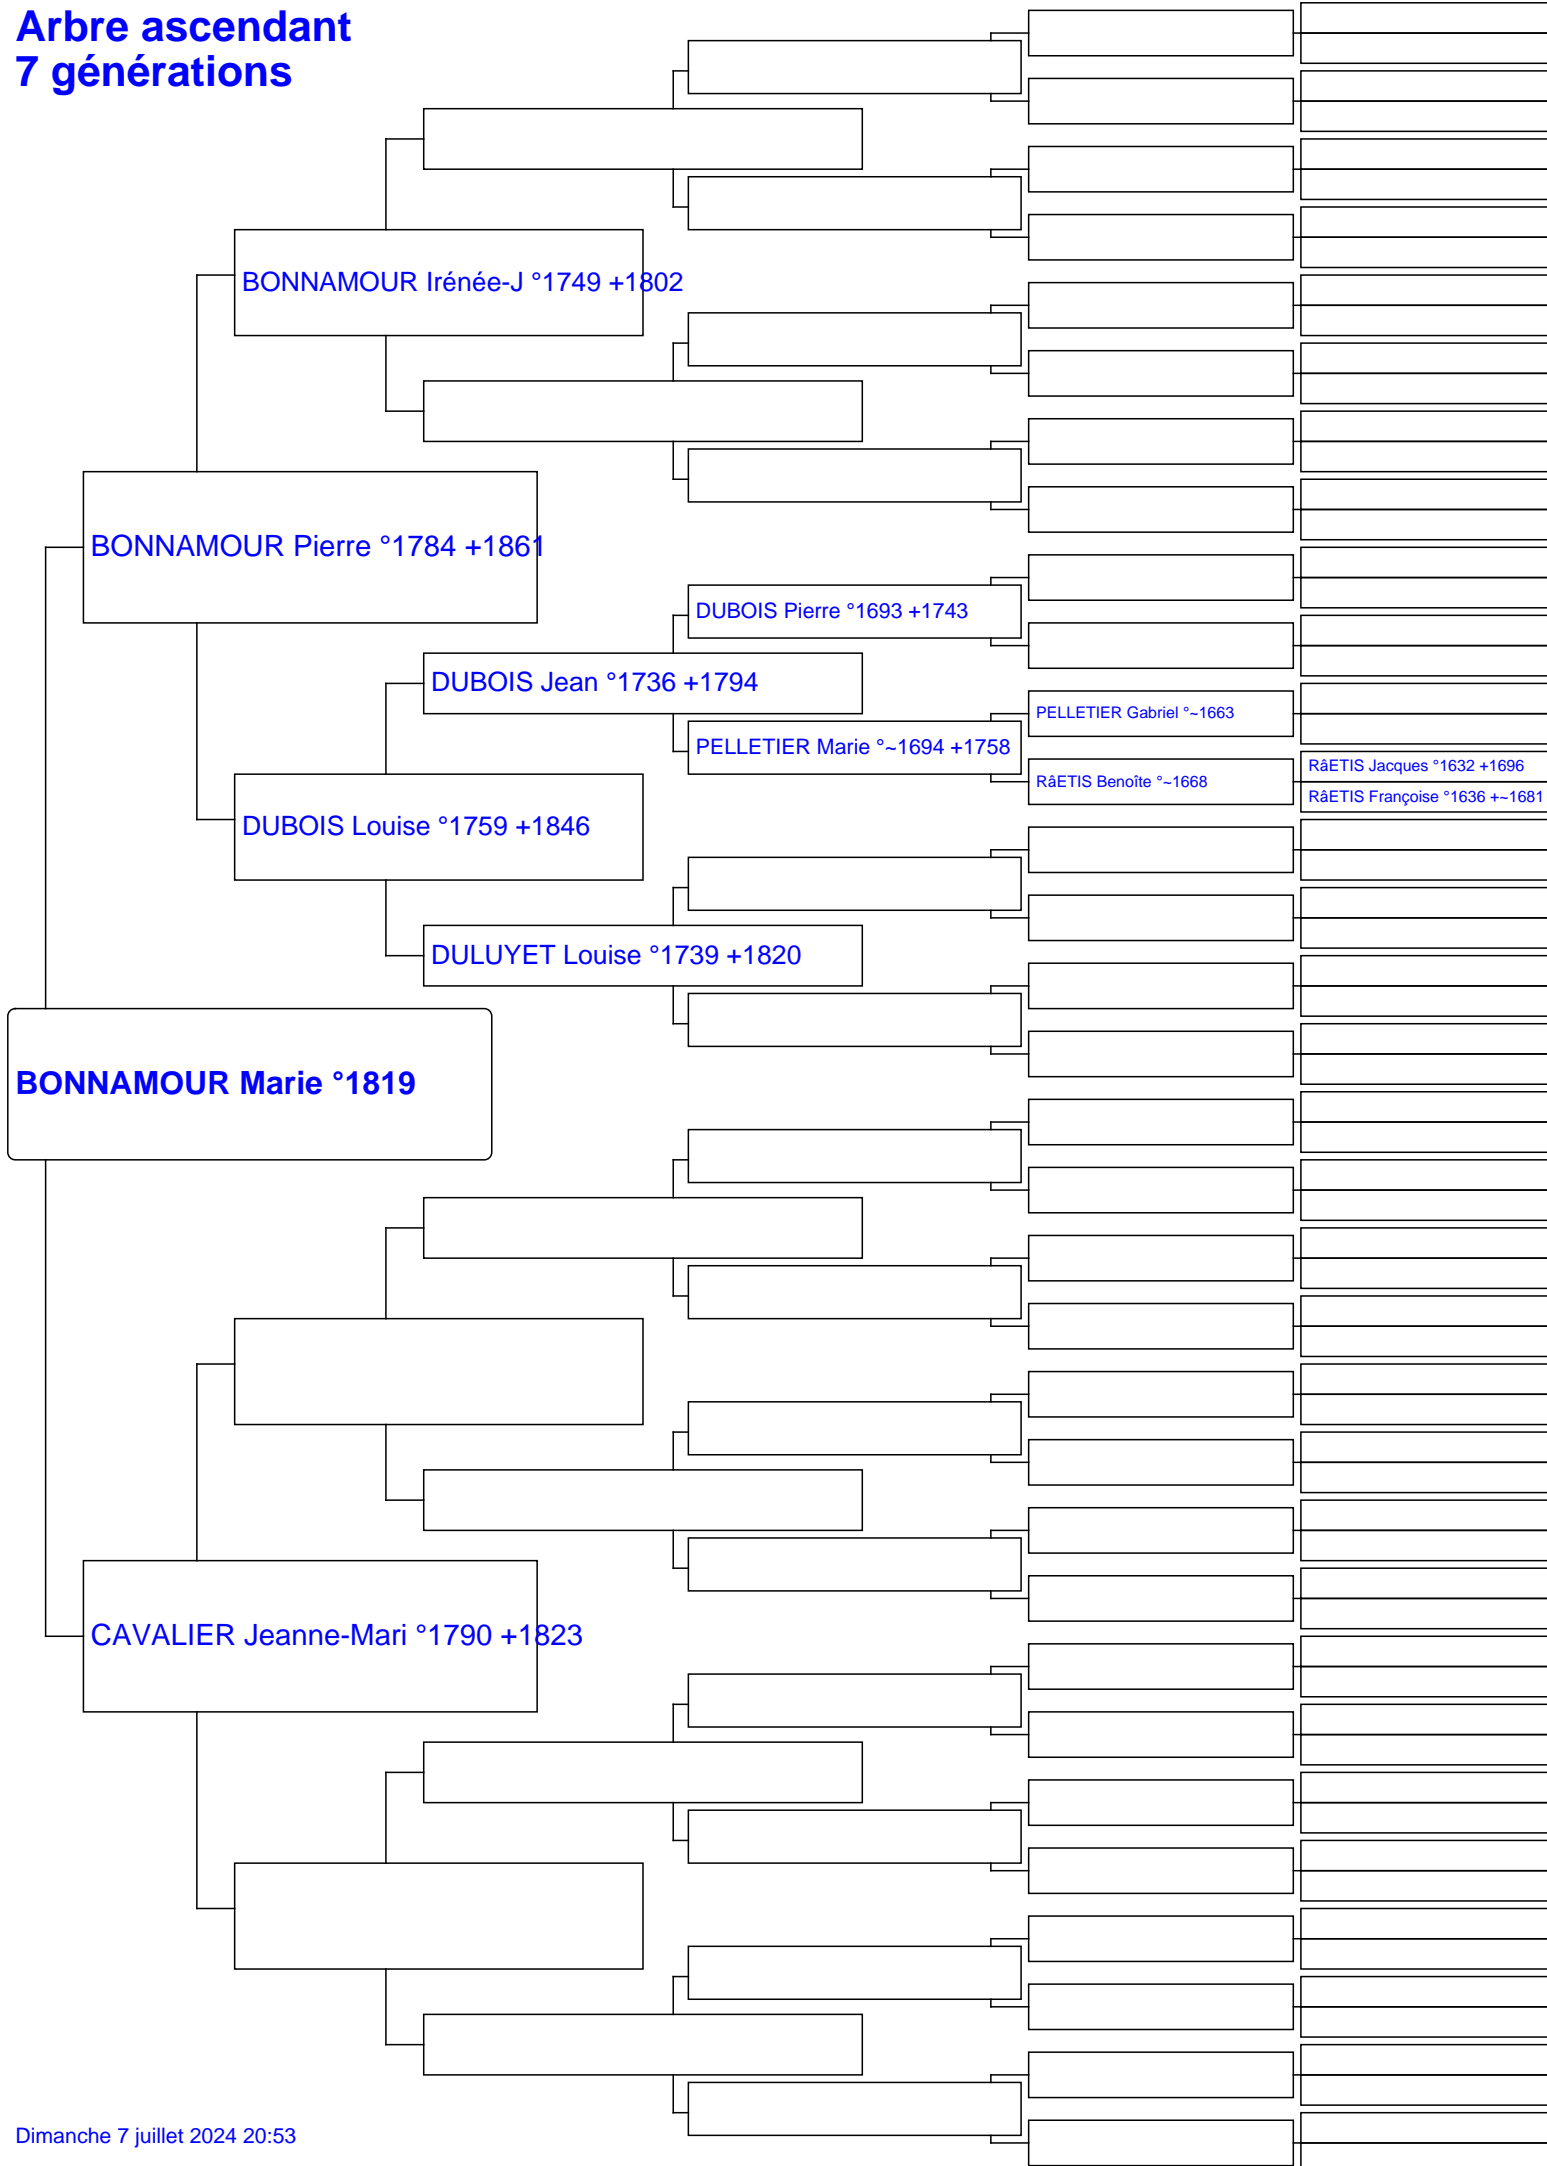 Arbre ascendant
7 générations
BONNAMOUR Irénée-J °1749 +1802
BONNAMOUR Pierre °1784 +1861
DUBOIS Pierre °1693 +1743
DUBOIS Jean °1736 +1794
PELLETIER Gabriel °~1663
PELLETIER Marie °~1694 +1758
RâETIS Jacques °1632 +1696
RâETIS Benoîte °~1668
RâETIS Françoise °1636 +~1681
DUBOIS Louise °1759 +1846
DULUYET Louise °1739 +1820
BONNAMOUR Marie °1819
CAVALIER Jeanne-Mari °1790 +1823
Dimanche 7 juillet 2024 20:53